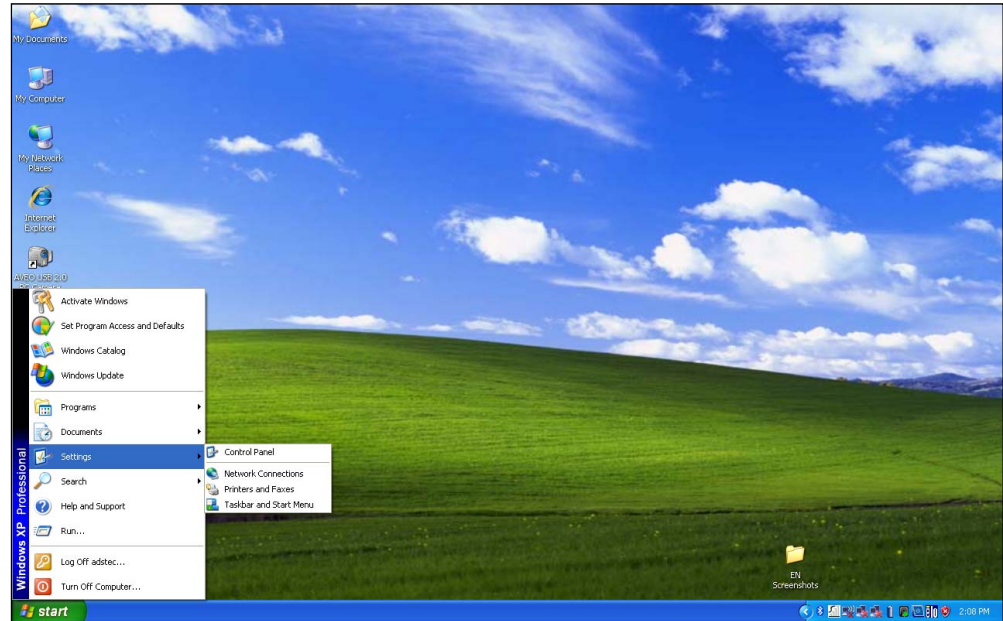 My Documents
My Computer
My Network
Places
Internet
Explorer
AVEO USB 2.0
Activate Windows
Set Program Access and Defaults
Windows Catalog
Windows Update
Programs
Documents
Settings
Search
Help and Support
Run...
Log Off adstec...
Turn Off Computer...
Windows XP Professional
Control Panel
Network Connections
Printers and Faxes
Taskbar and Start Menu
EN
Screenshots
start
2:08 PM